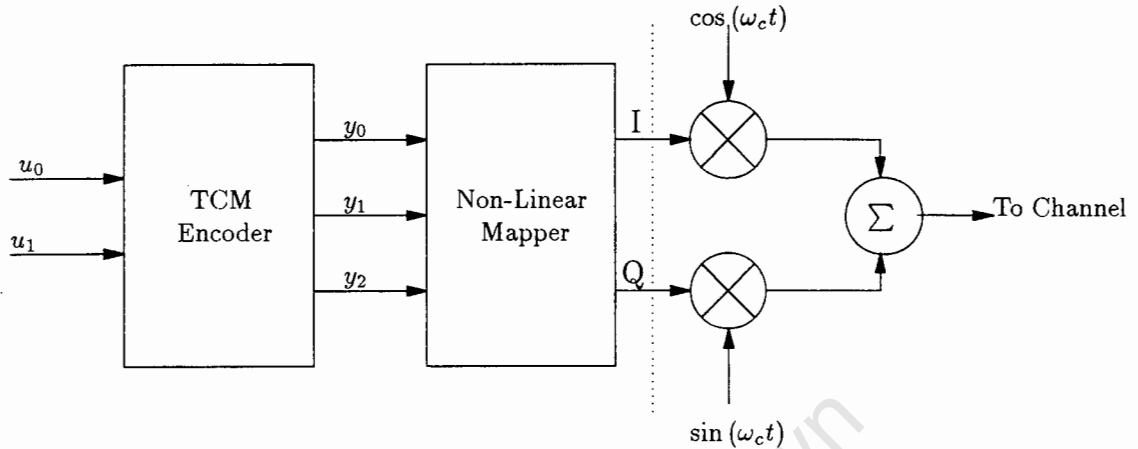 cos (ω_c t)
I
y_0
u_0
TCM
Encoder
Non-Linear
Mapper
y_1
Σ
To Channel
u_1
y_2
Q
sin (ω_c t)